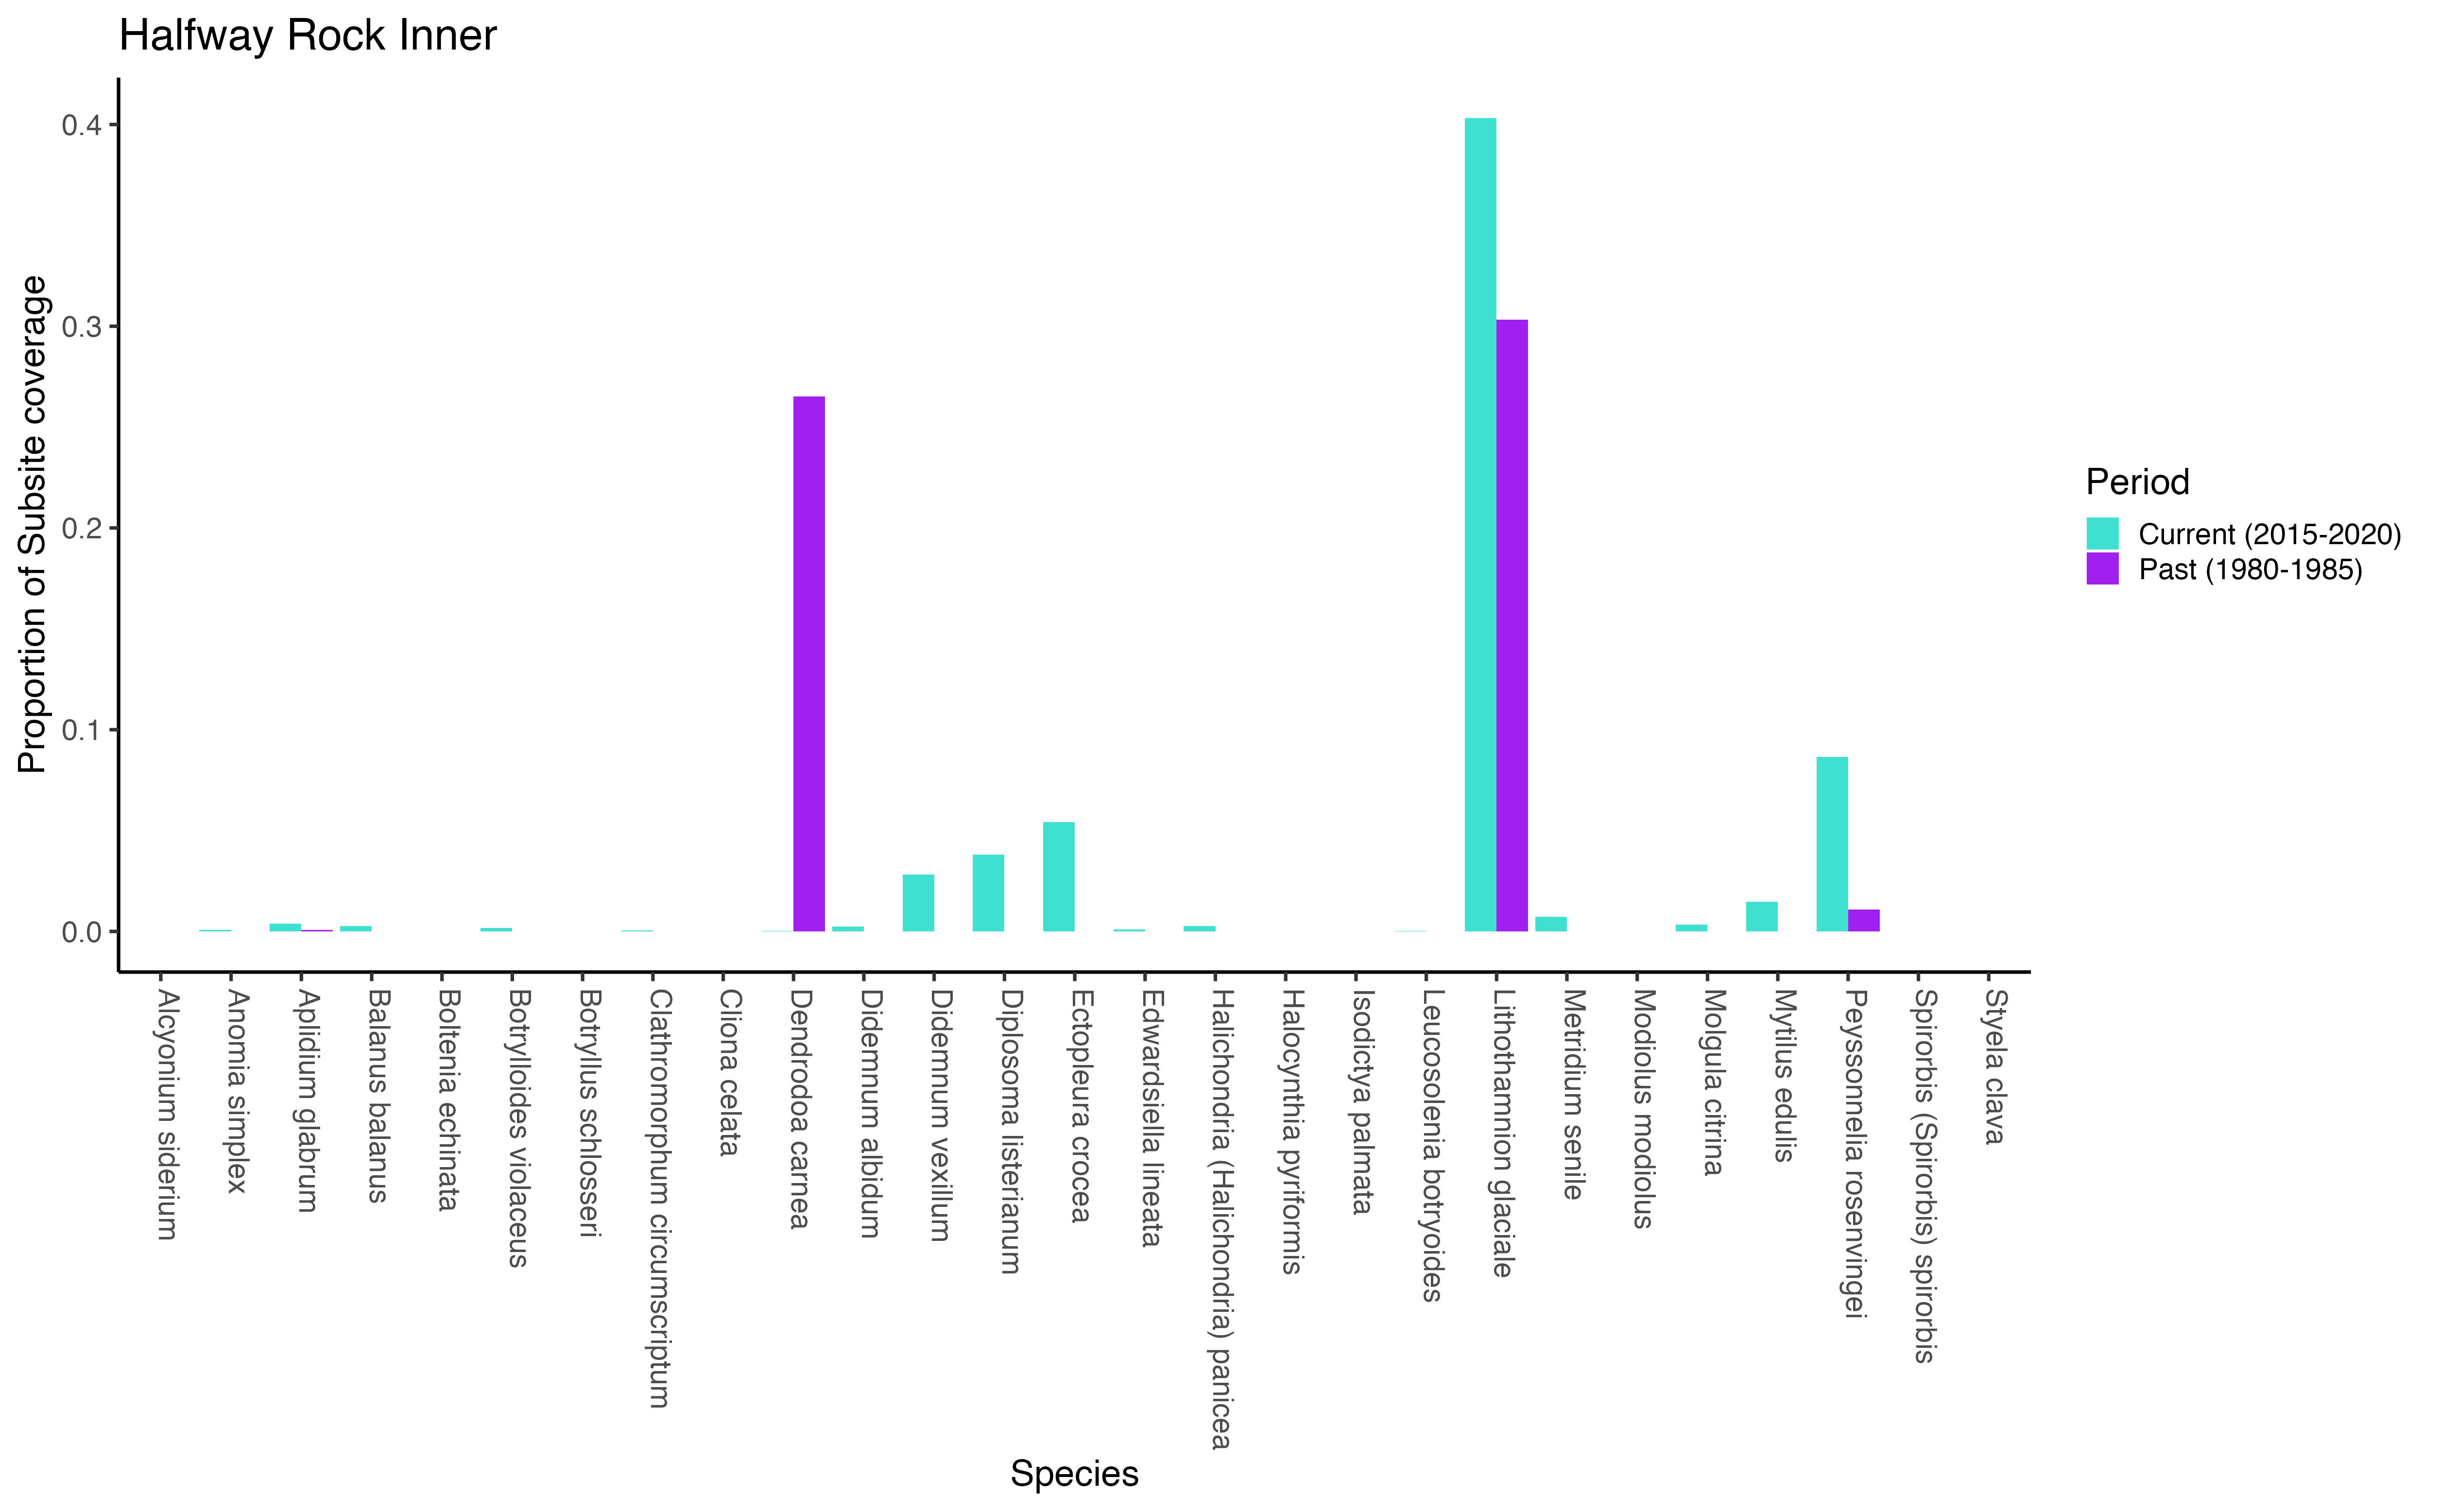 Halfway Rock Inner
Proportion of Subsite coverage
0.4
0.3
0.2
0.1
0.0
Alcyonium siderium
Anomia simplex
Aplidium glabrum
Balanus balanus
Boltenia echinata
Botrylloides violaceus
Botryllus schlosseri
Clathromorphum circumscriptum
Cliona celata
Dendrodoa carnea
Didemnum albidum
Didemnum vexillum
Diplosoma listerianum
Ectopleura crocea
Edwardsiella lineata
Halichondria (Halichondria) panicea
Halocynthia pyriformis
Isodictya palmata
Leucosolenia botryoides
Lithothamnion glaciale
Metridium senile
Modiolus modiolus
Molgula citrina
Mytilus edulis
Peyssonnelia rosenvingei
Spirorbis (Spirorbis) spirorbis
Styela clava
Species
Period
Current (2015-2020)
Past (1980-1985)